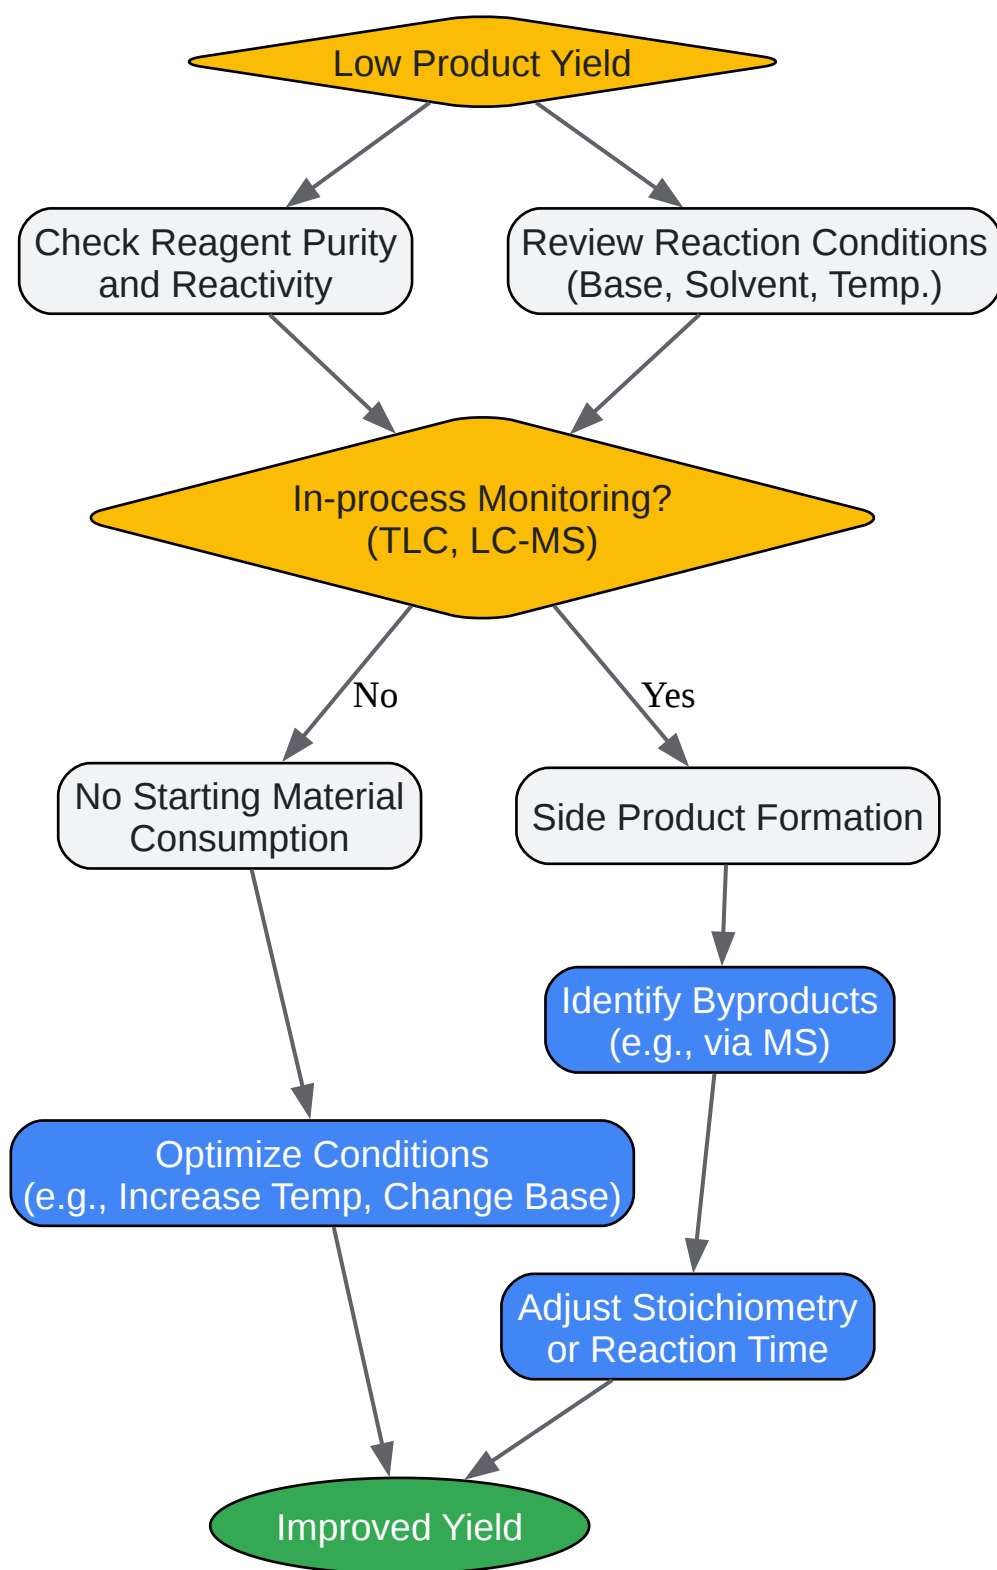 Low Product Yield
Check Reagent Purity
and Reactivity
Review Reaction Conditions
(Base, Solvent, Temp.)
In-process Monitoring?
(TLC, LC-MS)
No
Yes
No Starting Material
Consumption
Side Product Formation
Identify Byproducts
(e.g., via MS)
Optimize Conditions
(e.g., Increase Temp, Change Base)
Adjust Stoichiometry
or Reaction Time
Improved Yield